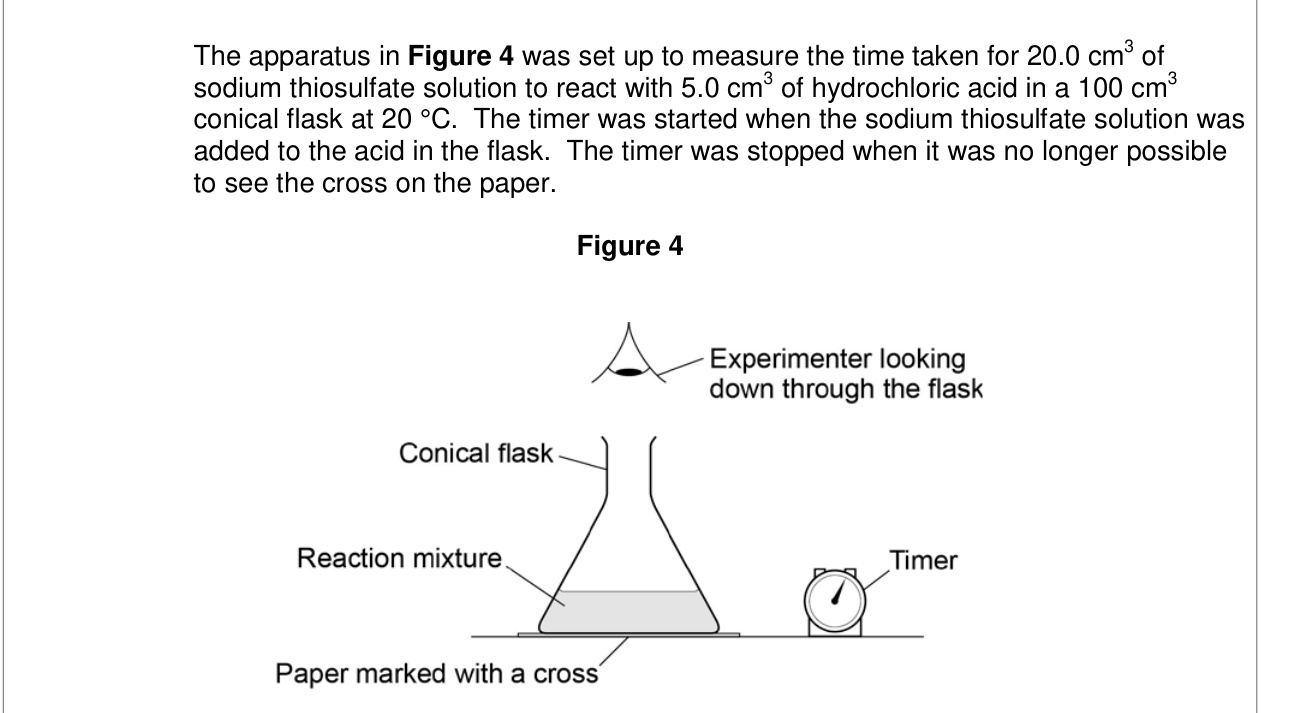 The apparatus in Figure 4 was set up to measure the time taken for 20.0 cm³ of
sodium thiosulfate solution to react with 5.0 cm³ of hydrochloric acid in a 100 cm³
conical flask at 20 °C.  The timer was started when the sodium thiosulfate solution was
added to the acid in the flask.  The timer was stopped when it was no longer possible
to see the cross on the paper.
Figure 4
Experimenter looking
down through the flask
Conical flask
Reaction mixture
Timer
Paper marked with a cross